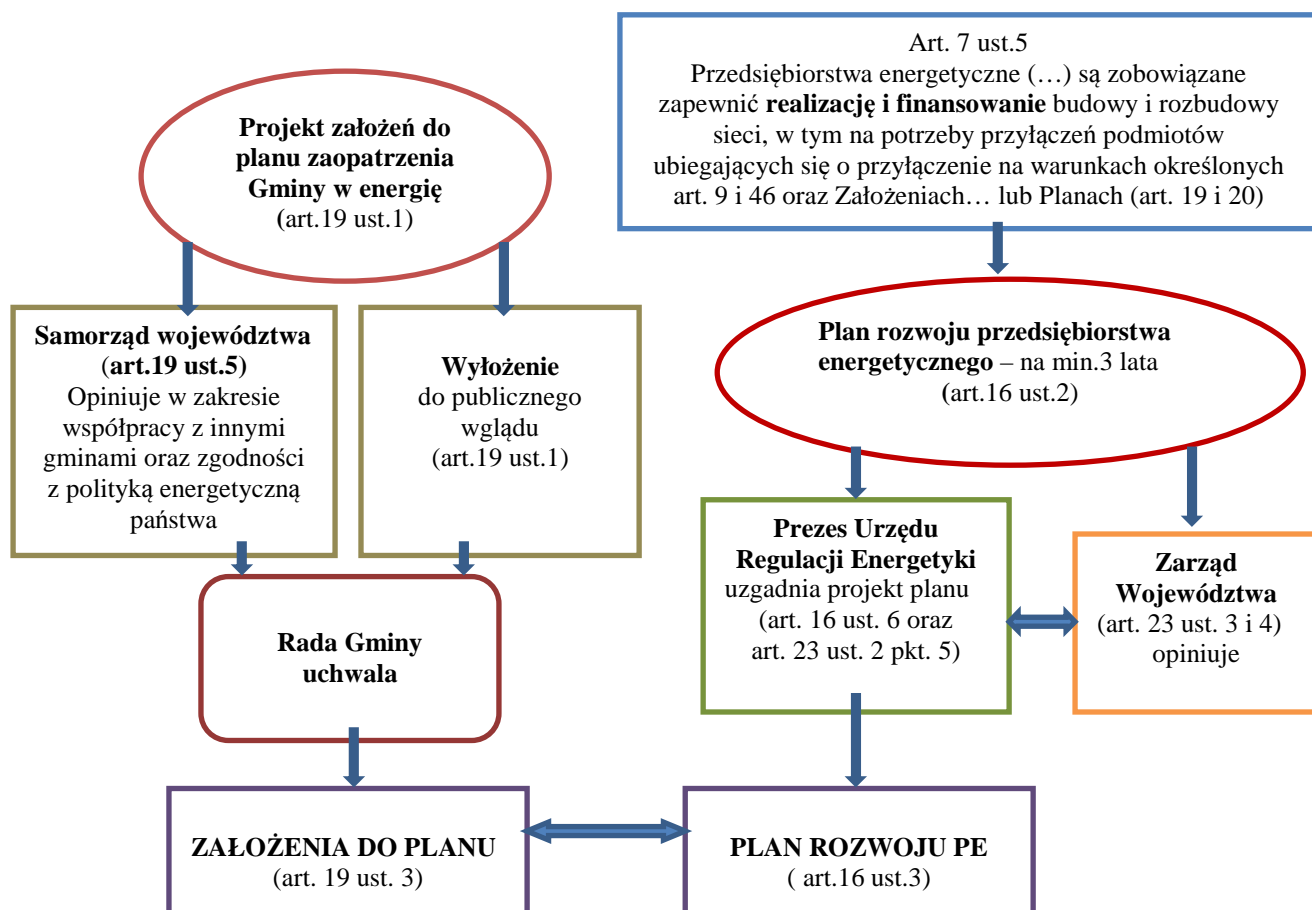 Projekt założeń do
planu zaopatrzenia
Gminy w energię
(art.19 ust.1)
Samorząd województwa
(art.19 ust.5)
Opiniuje w zakresie
współpracy z innymi
gminami oraz zgodności
z polityką energetyczną
państwa
Wyłożenie
do publicznego
wglądu
(art.19 ust.1)
Rada Gminy
uchwala
ZAŁOŻENIA DO PLANU
(art. 19 ust. 3)
Art. 7 ust.5
Przedsiębiorstwa energetyczne (…) są zobowiązane
zapewnić realizację i finansowanie budowy i rozbudowy
sieci, w tym na potrzeby przyłączeń podmiotów
ubiegających się o przyłączenie na warunkach określonych
art. 9 i 46 oraz Założeniach… lub Planach (art. 19 i 20)
Plan rozwoju przedsiębiorstwa
energetycznego – na min.3 lata
(art.16 ust.2)
Prezes Urzędu
Regulacji Energetyki
uzgadnia projekt planu
(art. 16 ust. 6 oraz
art. 23 ust. 2 pkt. 5)
Zarząd
Województwa
(art. 23 ust. 3 i 4)
opiniuje
PLAN ROZWOJU PE
( art.16 ust.3)